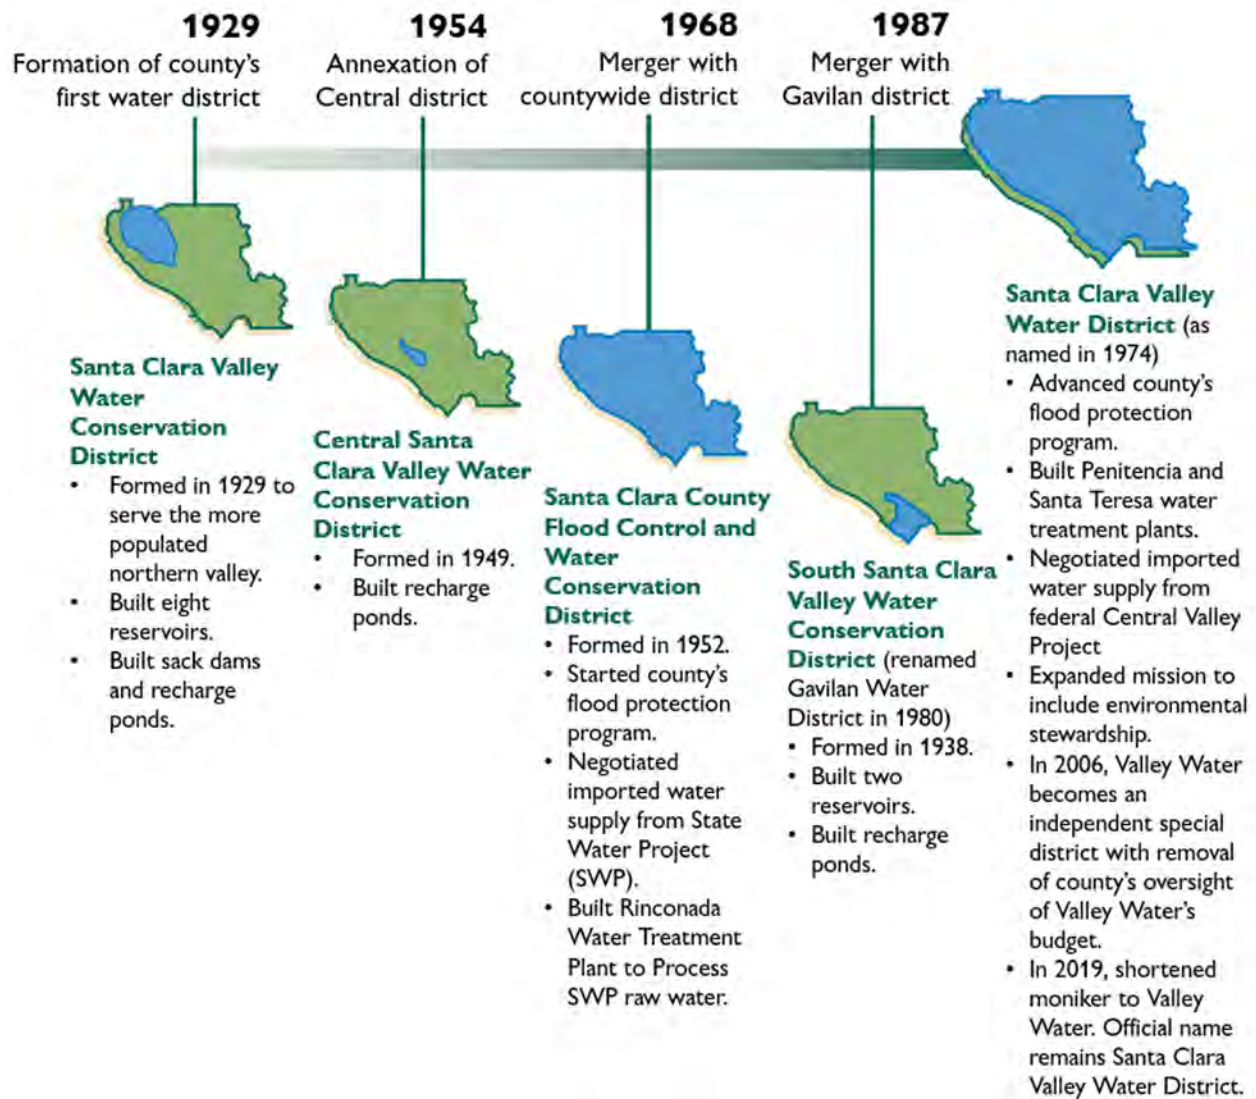 1929
Formation of county's
first water district
1954
Annexation of
Central district
1968
Merger with
countywide district
1987
Merger with
Gavilan district
Santa Clara Valley
Water
Conservation
District
• Formed in 1929 to
serve the more
populated
northern valley.
• Built eight
reservoirs.
• Built sack dams
and recharge
ponds.
Central Santa
Clara Valley Water
Conservation
District
• Formed in 1949.
• Built recharge
ponds.
Santa Clara County
Flood Control and
Water
Conservation
District
• Formed in 1952.
• Started county's
flood protection
program.
• Negotiated
imported water
supply from State
Water Project
(SWP).
• Built Rinconada
Water Treatment
Plant to Process
SWP raw water.
South Santa Clara
Valley Water
Conservation
District (renamed
Gavilan Water
District in 1980)
• Formed in 1938.
• Built two
reservoirs.
• Built recharge
ponds.
Santa Clara Valley
Water District (as
named in 1974)
• Advanced county's
flood protection
program.
• Built Penitencia and
Santa Teresa water
treatment plants.
• Negotiated imported
water supply from
federal Central Valley
Project
• Expanded mission to
include environmental
stewardship.
• In 2006, Valley Water
becomes an
independent special
district with removal
of county's oversight
of Valley Water's
budget.
• In 2019, shortened
moniker to Valley
Water. Official name
remains Santa Clara
Valley Water District.